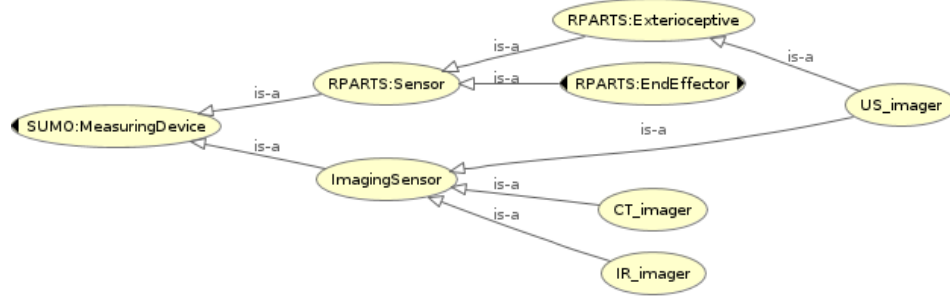 RPARTS:Exterioceptive
is-a
is-a
RPARTS:Sensor
is-a
RPARTS:EndEffector
is-a
US_imager
SUMO:MeasuringDevice
is-a
is-a
ImagingSensor
is-a
CT_imager
is-a
IR_imager